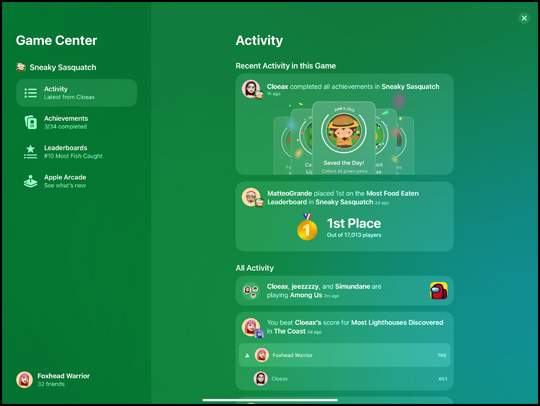 Game Center
Sneaky Sasquatch
Activity
Latest from Cloeax
Achievements
3/34 completed
Leaderboards
#10 Most Fish Caught
Apple Arcade
See what's new
Foxhead Warrior
32 friends
Activity
Recent Activity in this Game
Cloeax completed all achievements in Sneaky Sasquatch
1h ago
Saved the Day!
Collect all green gems
MatteoGrande placed 1st on the Most Food Eaten
Leaderboard in Sneaky Sasquatch 2d ago
1
1st Place
Out of 17,013 players
All Activity
Cloeax, jeezzzzy, and Simundane are
playing Among Us 2m ago
You beat Cloeax's score for Most Lighthouses Discovered
in The Coast 4d ago
Foxhead Warrior
Cloeax
651